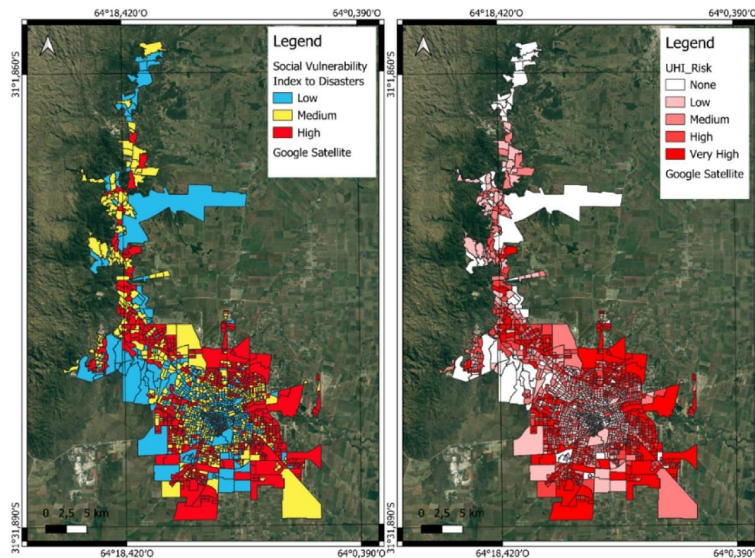 64°18,420'O
64°0,390'O
31°1,860'S
Legend
Social Vulnerability
Index to Disasters
Low
Medium
High
Google Satellite
0 2,5 5 km
31°31,890'S
64°18,420'O
64°0,390'O
64°18,420'O
64°0,390'O
31°1,860'S
Legend
UHI_Risk
None
Low
Medium
High
Very High
Google Satellite
0 2,5 5 km
31°31,890'S
64°18,420'O
64°0,390'O